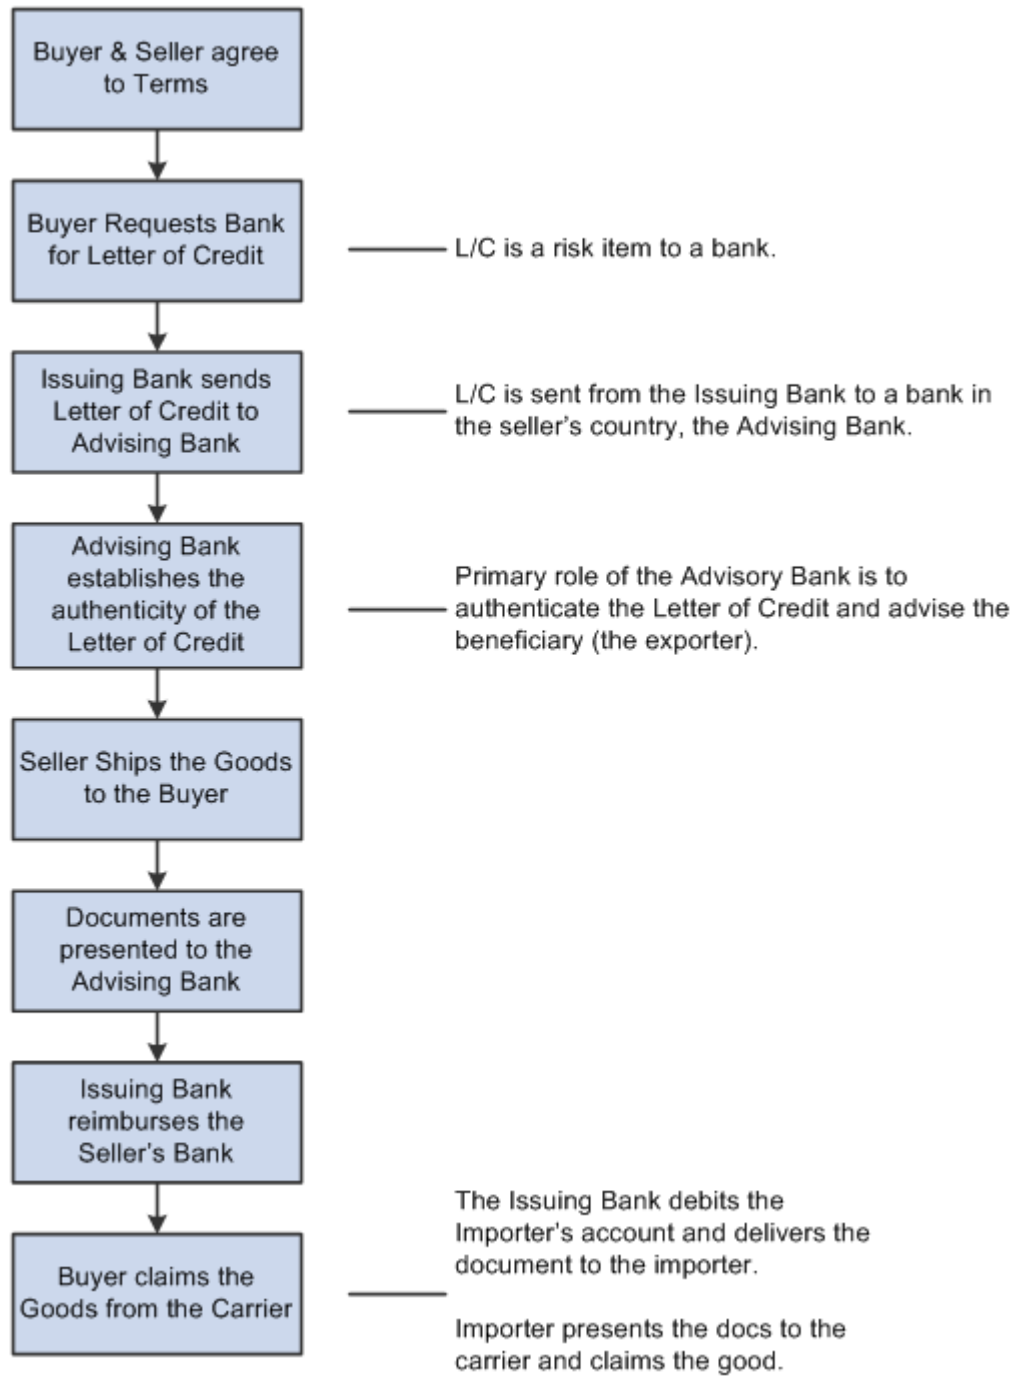 Buyer & Seller agree
to Terms
Buyer Requests Bank
for Letter of Credit
L/C is a risk item to a bank.
Issuing Bank sends
Letter of Credit to
Advising Bank
L/C is sent from the Issuing Bank to a bank in
the seller's country, the Advising Bank.
Advising Bank
establishes the
authenticity of the
Letter of Credit
Primary role of the Advisory Bank is to
authenticate the Letter of Credit and advise the
beneficiary (the exporter).
Seller Ships the Goods
to the Buyer
Documents are
presented to the
Advising Bank
Issuing Bank
reimburses the
Seller's Bank
Buyer claims the
Goods from the Carrier
The Issuing Bank debits the
Importer's account and delivers the
document to the importer.
Importer presents the docs to the
carrier and claims the good.